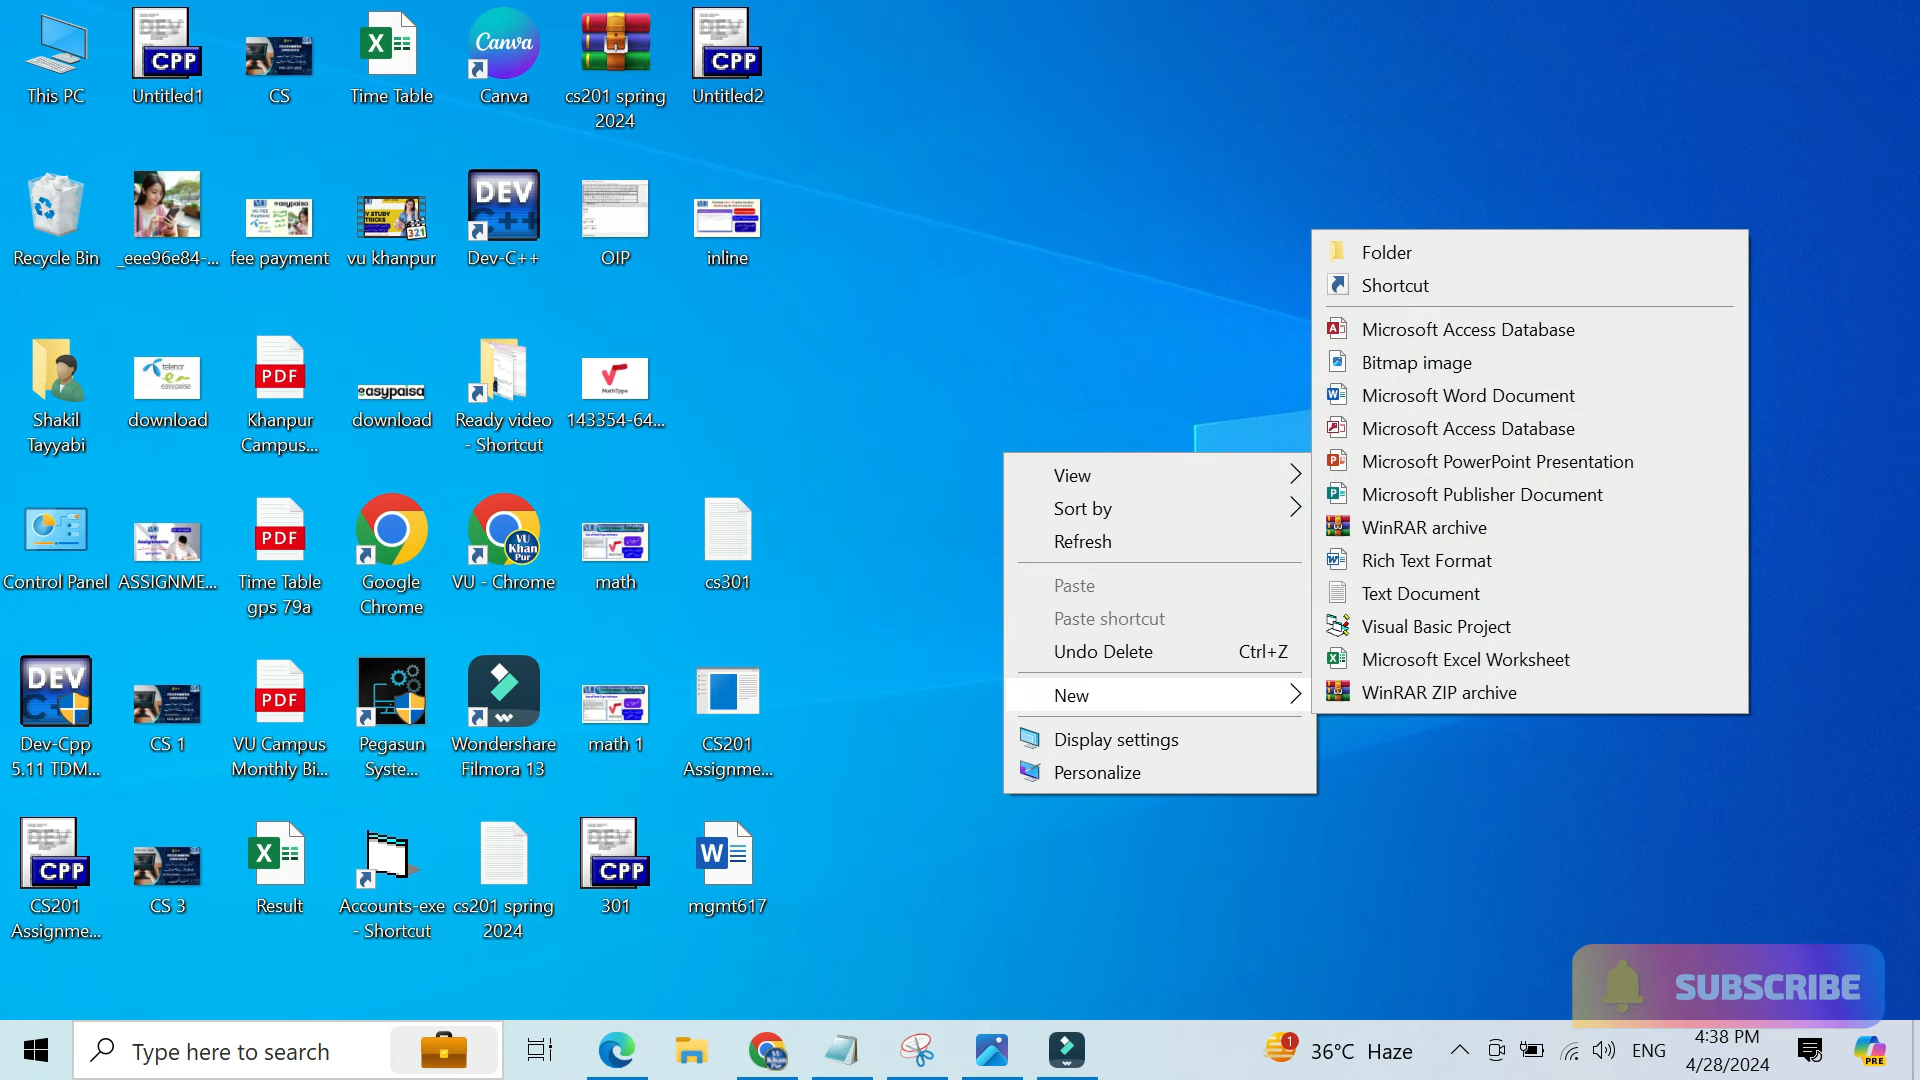 This PC
Untitled1
CS
Time Table
Canva
cs201 spring
2024
Untitled2
Recycle Bin
_eee96e84-...
fee payment
vu khanpur
Dev-C++
OIP
inline
Shakil
Tayyabi
download
Khanpur
Campus...
download
Ready video
- Shortcut
143354-64...
Control Panel
ASSIGNME...
Time Table
gps 79a
Google
Chrome
VU - Chrome
math
cs301
Dev-Cpp
5.11 TDM...
CS 1
VU Campus
Monthly Bi...
Pegasun
Syste...
Wondershare
Filmora 13
math 1
CS201
Assignme...
CS201
Assignme...
CS 3
Result
Accounts-exe
- Shortcut
cs201 spring
2024
301
mgmt617
View
Sort by
Refresh
Paste
Paste shortcut
Undo Delete Ctrl+Z
New
Display settings
Personalize
Folder
Shortcut
Microsoft Access Database
Bitmap image
Microsoft Word Document
Microsoft Access Database
Microsoft PowerPoint Presentation
Microsoft Publisher Document
WinRAR archive
Rich Text Format
Text Document
Visual Basic Project
Microsoft Excel Worksheet
WinRAR ZIP archive
SUBSCRIBE
Type here to search
1
36°C Haze
ENG
4:38 PM
4/28/2024
PRE